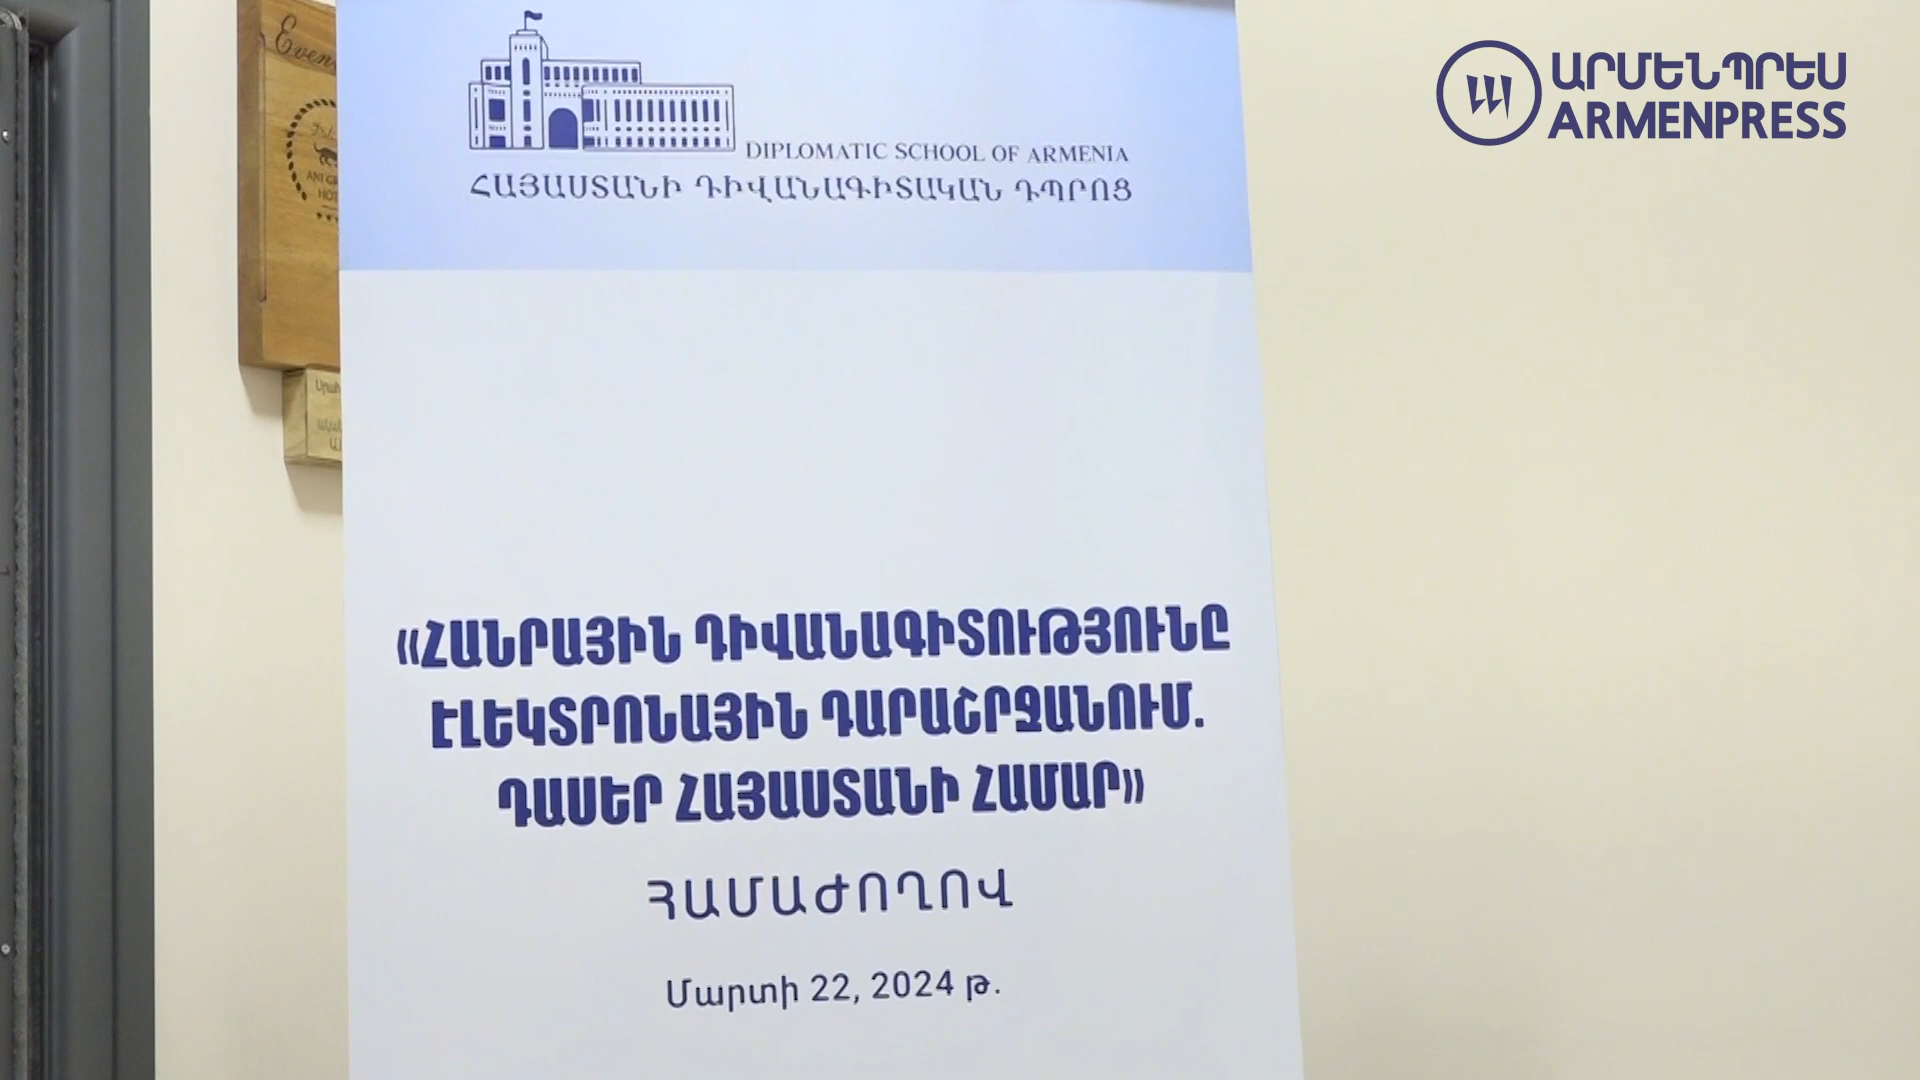 ԱՐՄԵՆՊՐԵՍ
ARMENPRESS
DIPLOMATIC SCHOOL OF ARMENIA
ՀԱՅԱՍՏԱՆԻ ԴԻՎԱՆԱԳԻՏԱԿԱՆ ԴՊՐՈՑ
«ՀԱՆՐԱՅԻՆ ԴԻՎԱՆԱԳԻՏՈՒԹՅՈՒՆԸ
ԷԼԵԿՏՐՈՆԱՅԻՆ ԴԱՐԱՇՐՋԱՆՈՒՄ.
ԴԱՍԵՐ ՀԱՅԱՍՏԱՆԻ ՀԱՄԱՐ»
ՀԱՄԱԺՈՂՈՎ
Մարտի 22, 2024 թ.